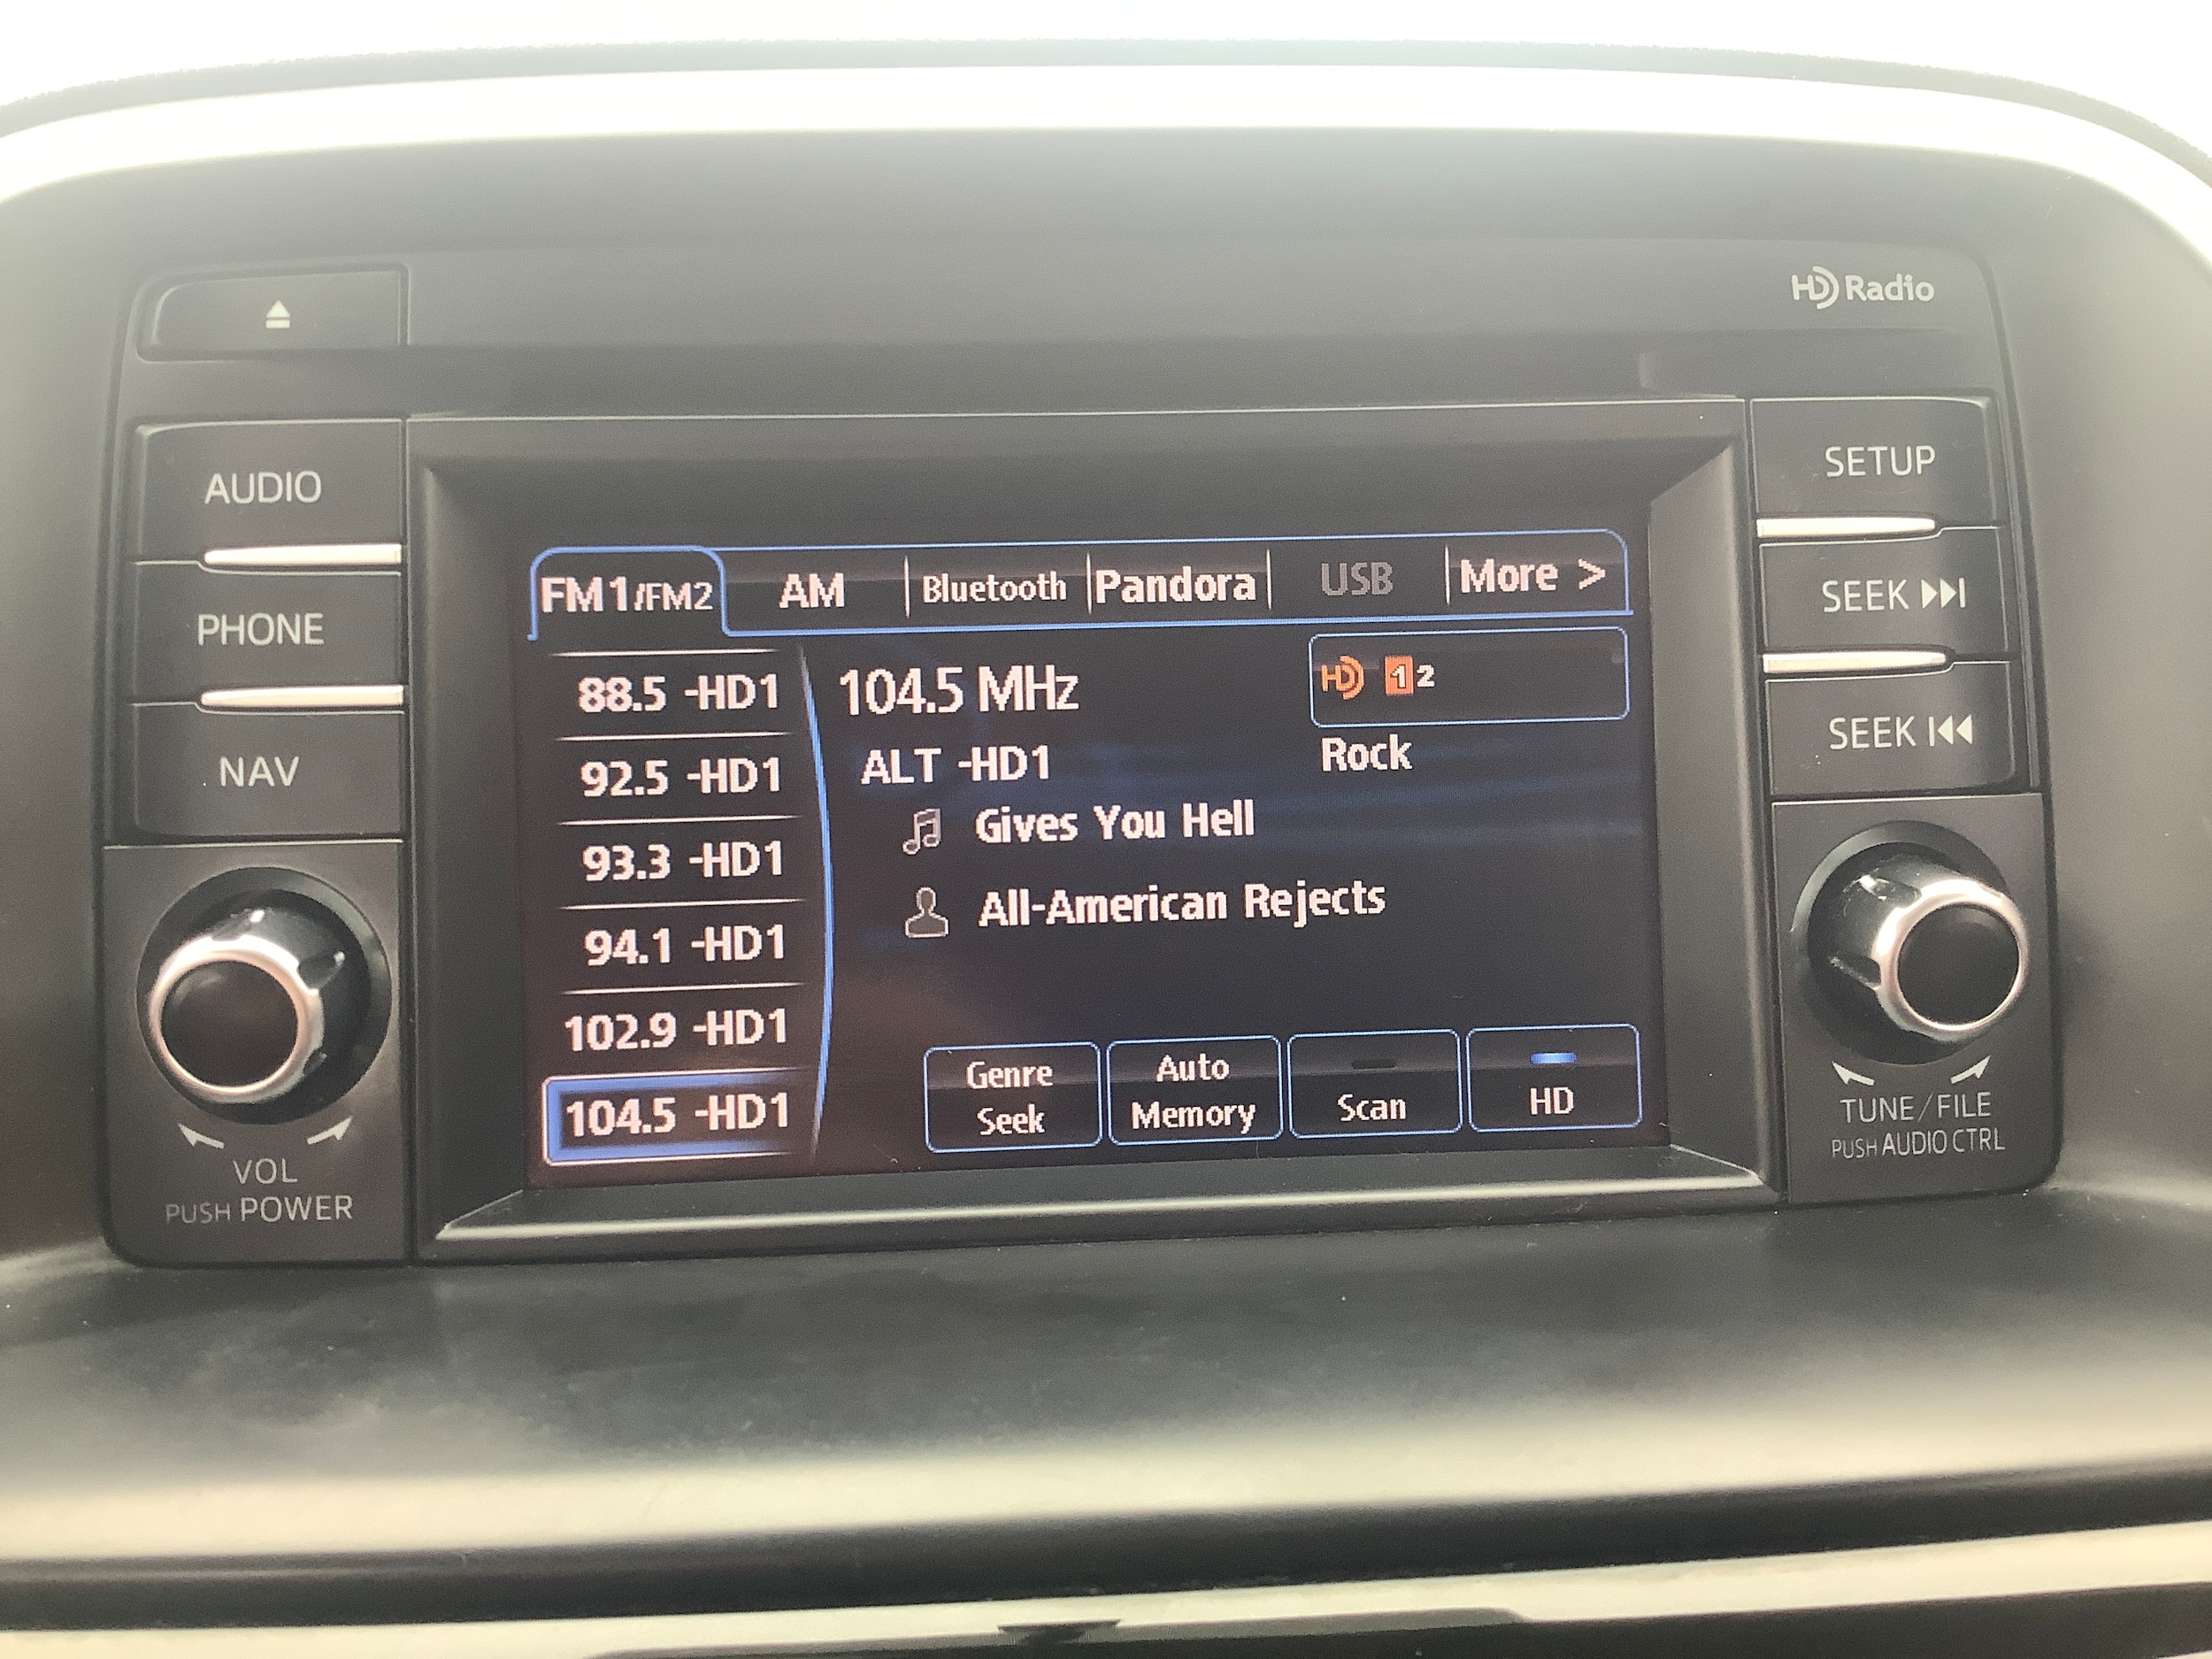 HD Radio
AUDIO
PHONE
NAV
VOL
PUSH POWER
FM1/FM2 AM Bluetooth Pandora USB More >
88.5 -HD1
92.5 -HD1
93.3 -HD1
94.1 -HD1
102.9 -HD1
104.5 -HD1
104.5 MHz
HD 1 2
ALT -HD1
Rock
Gives You Hell
All-American Rejects
Genre
Seek
Auto
Memory
Scan
HD
SETUP
SEEK
SEEK
TUNE/FILE
PUSH AUDIO CTRL